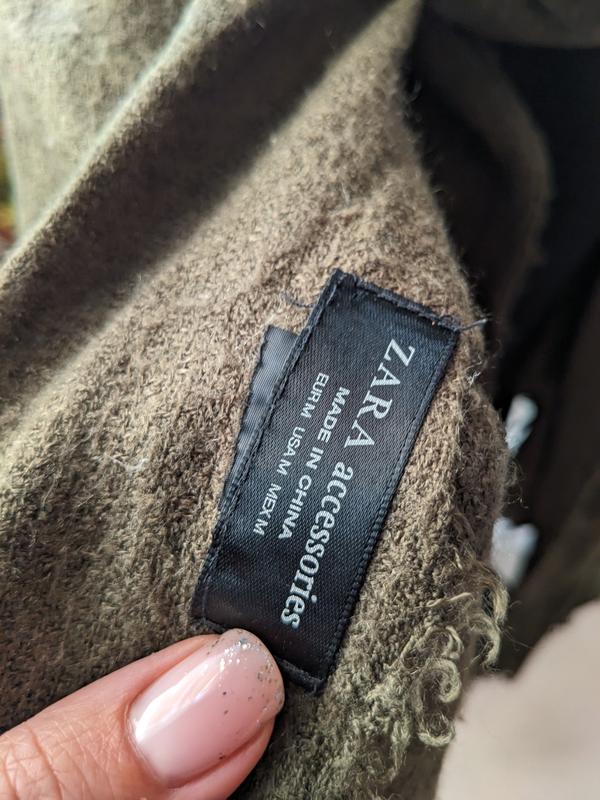 ZARA accessories
MADE IN CHINA
EUR M USA M MEX M